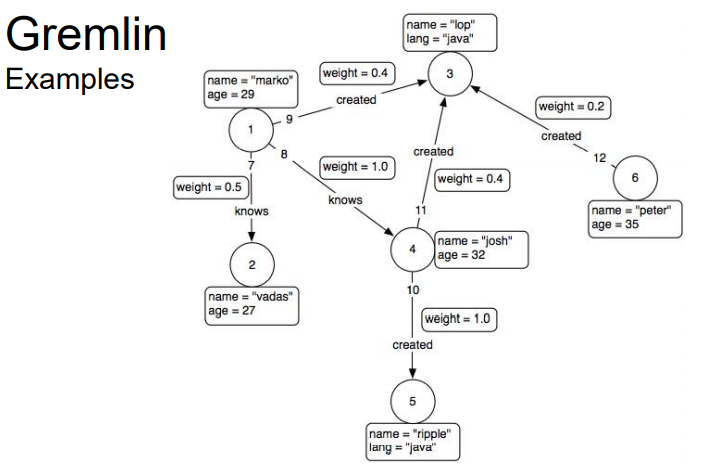 Gremlin
Examples
name = "lop"
lang = "java"
3
weight = 0.4
created
name = "marko"
age = 29
9
1
7
8
weight = 0.2
created
12
6
name = "peter"
age = 35
weight = 1.0
knows
created
weight = 0.4
11
weight = 0.5
knows
2
name = "vadas"
age = 27
4
name = "josh"
age = 32
10
weight = 1.0
created
5
name = "ripple"
lang = "java"